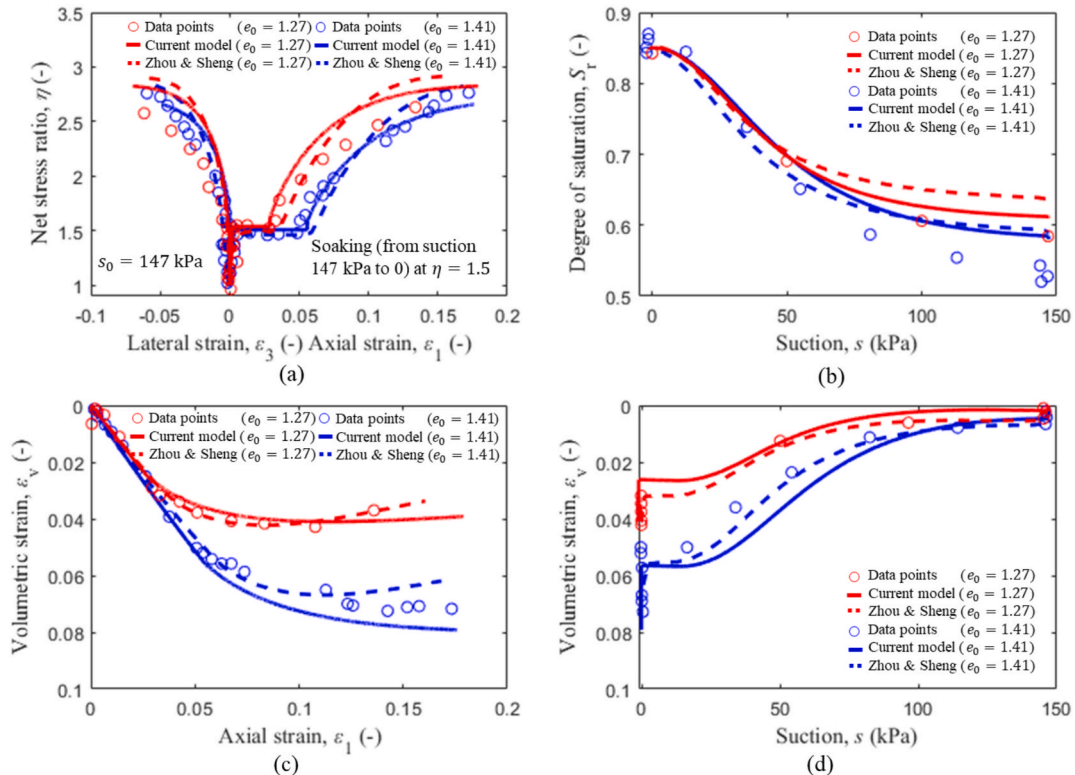 3.5
3
2.5
2
1.5
1
Net stress ratio, η (-)
Data points (e₀ = 1.27) Data points (e₀ = 1.41)
Current model (e₀ = 1.27) Current model (e₀ = 1.41)
Zhou & Sheng (e₀ = 1.27) Zhou & Sheng (e₀ = 1.41)
s₀ = 147 kPa
Soaking (from suction
147 kPa to 0) at η = 1.5
-0.1 -0.05 0 0.05 0.1 0.15 0.2
Lateral strain, ε₃ (-) Axial strain, ε₁ (-)
(a)
0.9
0.8
0.7
0.6
0.5
Degree of saturation, Sᵣ (-)
Data points (e₀ = 1.27)
Current model (e₀ = 1.27)
Zhou & Sheng (e₀ = 1.27)
Data points (e₀ = 1.41)
Current model (e₀ = 1.41)
Zhou & Sheng (e₀ = 1.41)
0 50 100 150
Suction, s (kPa)
(b)
0
0.02
0.04
0.06
0.08
0.1
Volumetric strain, εᵥ (-)
Data points (e₀ = 1.27) Data points (e₀ = 1.41)
Current model (e₀ = 1.27) Current model (e₀ = 1.41)
Zhou & Sheng (e₀ = 1.27) Zhou & Sheng (e₀ = 1.41)
0 0.05 0.1 0.15 0.2
Axial strain, ε₁ (-)
(c)
0
0.02
0.04
0.06
0.08
0.1
Volumetric strain, εᵥ (-)
Data points (e₀ = 1.27)
Current model (e₀ = 1.27)
Zhou & Sheng (e₀ = 1.27)
Data points (e₀ = 1.41)
Current model (e₀ = 1.41)
Zhou & Sheng (e₀ = 1.41)
0 50 100 150
Suction, s (kPa)
(d)